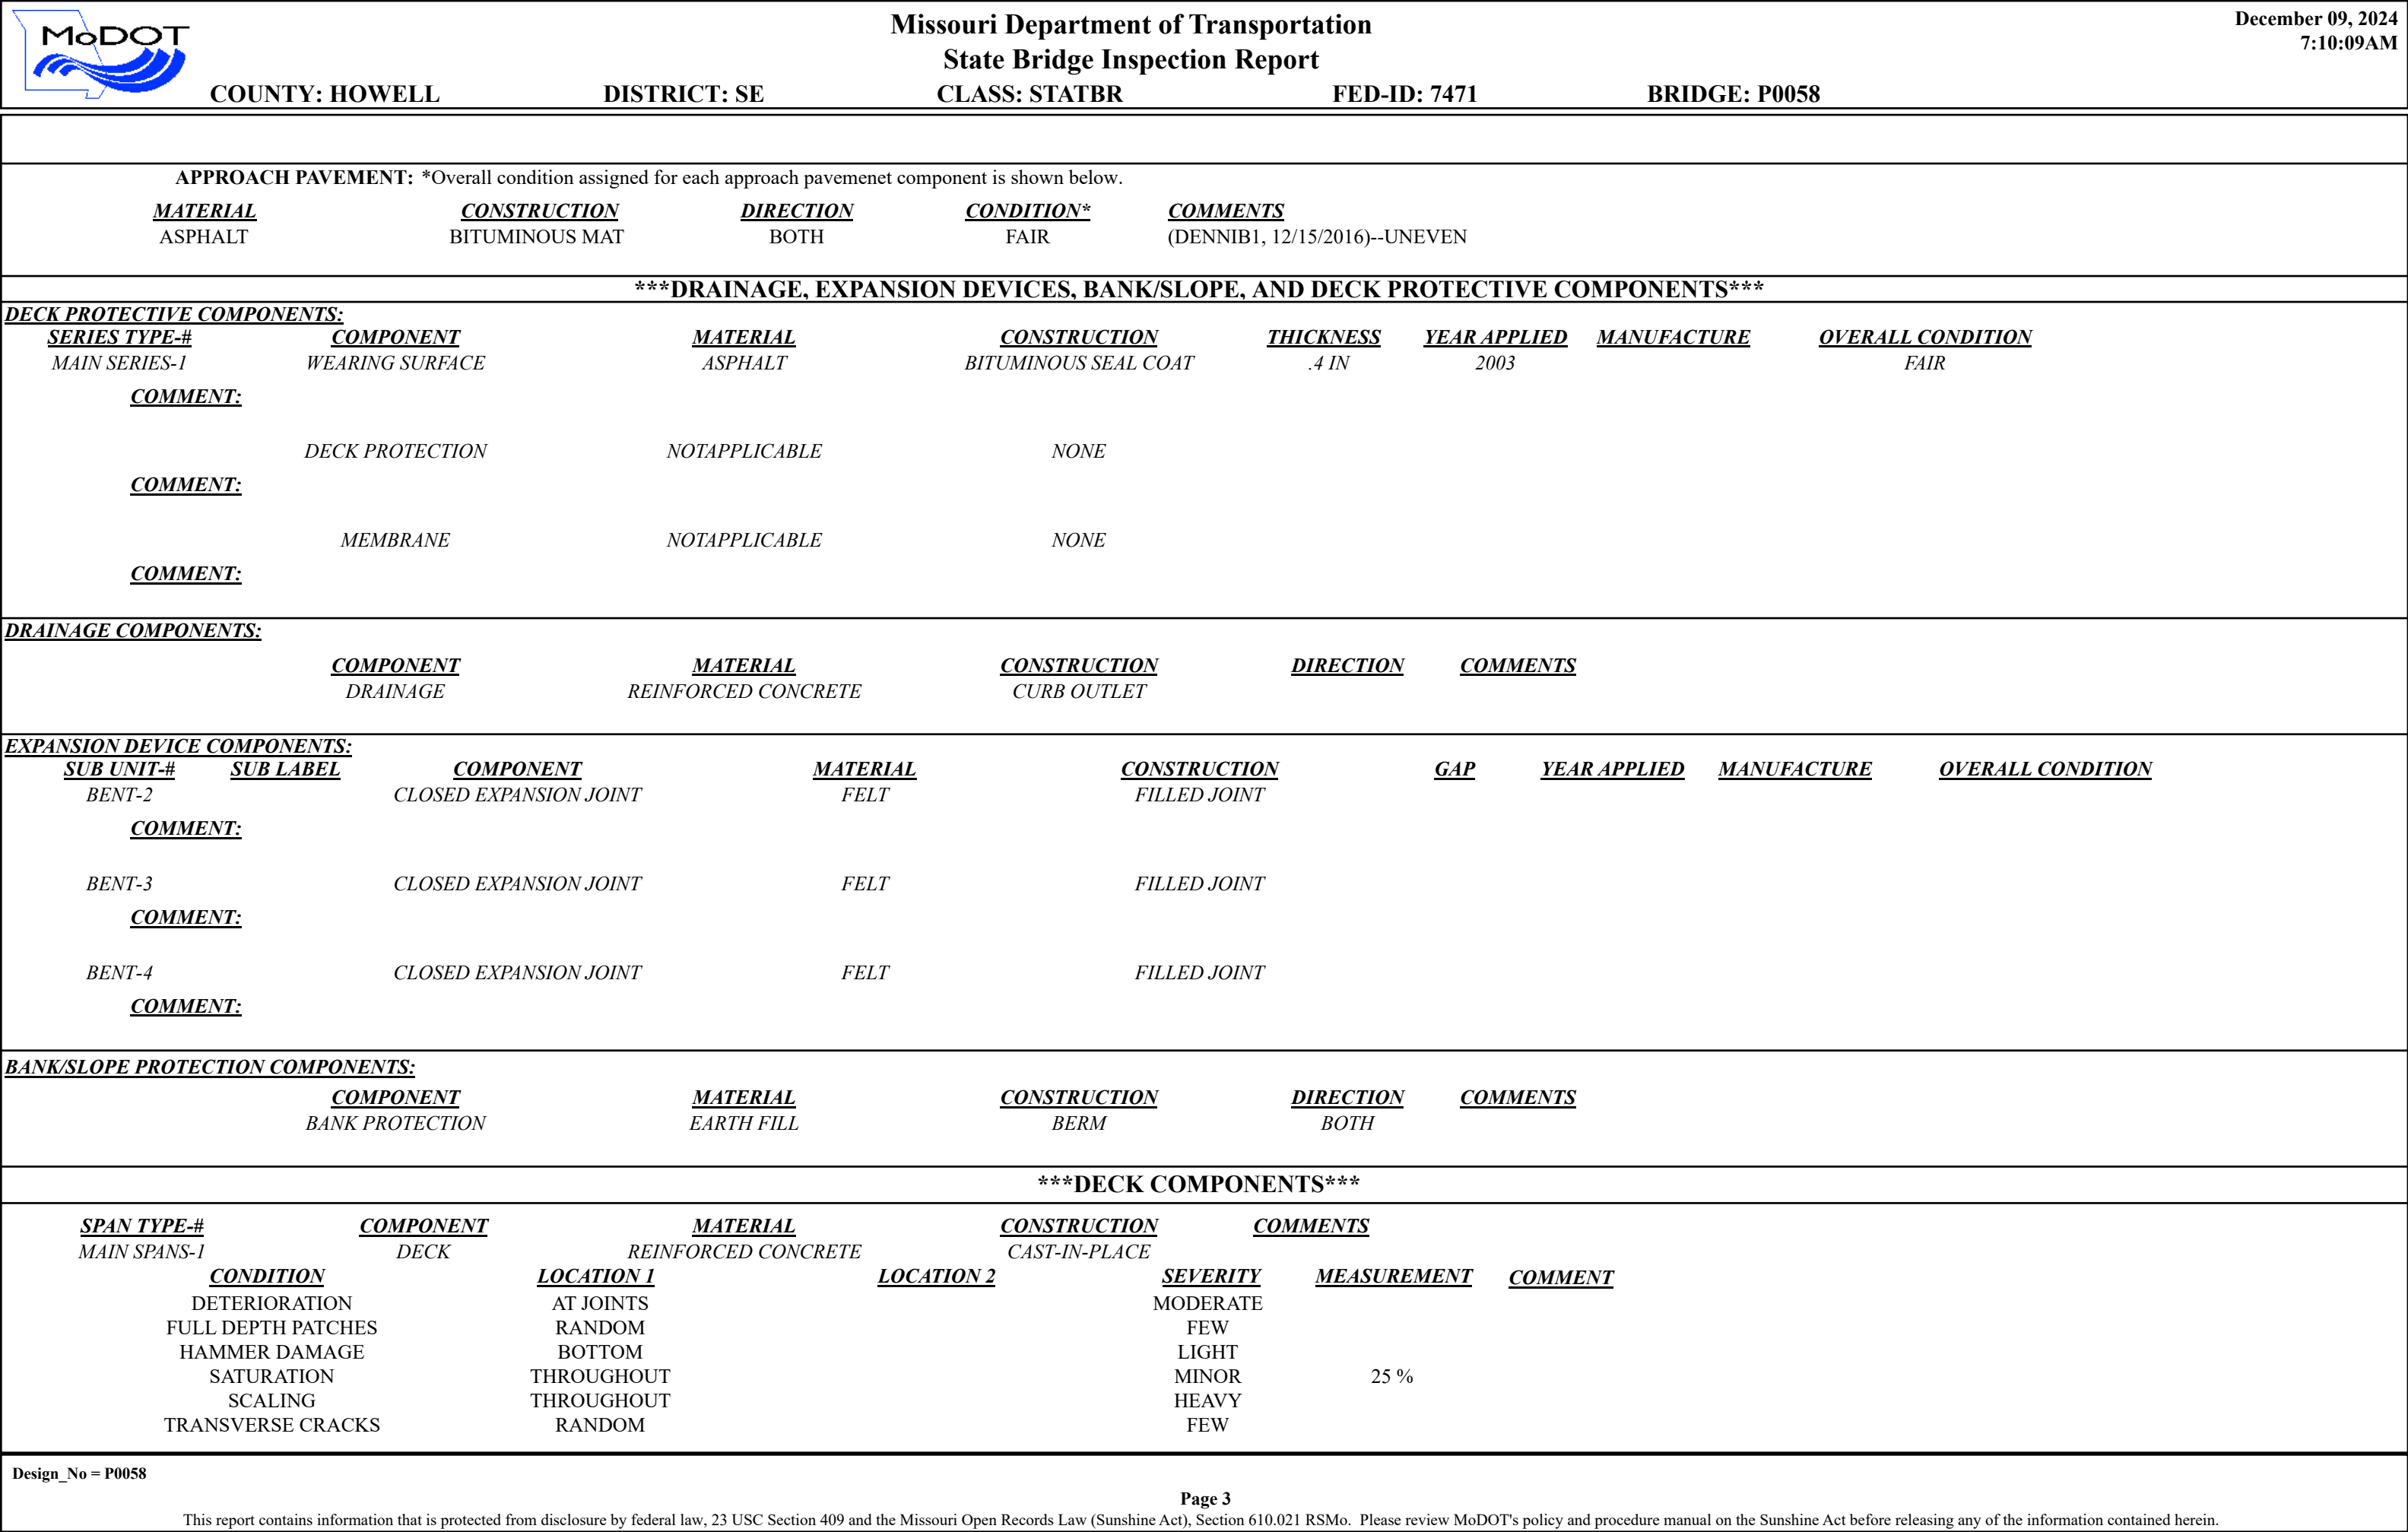 MoDOT
Missouri Department of Transportation
State Bridge Inspection Report
December 09, 2024
7:10:09AM
COUNTY: HOWELL DISTRICT: SE CLASS: STATBR FED-ID: 7471 BRIDGE: P0058
APPROACH PAVEMENT: *Overall condition assigned for each approach pavemenet component is shown below.
MATERIAL CONSTRUCTION DIRECTION CONDITION* COMMENTS
ASPHALT BITUMINOUS MAT BOTH FAIR (DENNIB1, 12/15/2016)--UNEVEN
***DRAINAGE, EXPANSION DEVICES, BANK/SLOPE, AND DECK PROTECTIVE COMPONENTS***
DECK PROTECTIVE COMPONENTS:
SERIES TYPE-# COMPONENT MATERIAL CONSTRUCTION THICKNESS YEAR APPLIED MANUFACTURE OVERALL CONDITION
MAIN SERIES-1 WEARING SURFACE ASPHALT BITUMINOUS SEAL COAT .4 IN 2003 FAIR
COMMENT:
DECK PROTECTION NOTAPPLICABLE NONE
COMMENT:
MEMBRANE NOTAPPLICABLE NONE
COMMENT:
DRAINAGE COMPONENTS:
COMPONENT MATERIAL CONSTRUCTION DIRECTION COMMENTS
DRAINAGE REINFORCED CONCRETE CURB OUTLET
EXPANSION DEVICE COMPONENTS:
SUB UNIT-# SUB LABEL COMPONENT MATERIAL CONSTRUCTION GAP YEAR APPLIED MANUFACTURE OVERALL CONDITION
BENT-2 CLOSED EXPANSION JOINT FELT FILLED JOINT
COMMENT:
BENT-3 CLOSED EXPANSION JOINT FELT FILLED JOINT
COMMENT:
BENT-4 CLOSED EXPANSION JOINT FELT FILLED JOINT
COMMENT:
BANK/SLOPE PROTECTION COMPONENTS:
COMPONENT MATERIAL CONSTRUCTION DIRECTION COMMENTS
BANK PROTECTION EARTH FILL BERM BOTH
***DECK COMPONENTS***
SPAN TYPE-# COMPONENT MATERIAL CONSTRUCTION COMMENTS
MAIN SPANS-1 DECK REINFORCED CONCRETE CAST-IN-PLACE
CONDITION LOCATION 1 LOCATION 2 SEVERITY MEASUREMENT COMMENT
DETERIORATION AT JOINTS MODERATE
FULL DEPTH PATCHES RANDOM FEW
HAMMER DAMAGE BOTTOM LIGHT
SATURATION THROUGHOUT MINOR 25 %
SCALING THROUGHOUT HEAVY
TRANSVERSE CRACKS RANDOM FEW
Design_No = P0058
Page 3
This report contains information that is protected from disclosure by federal law, 23 USC Section 409 and the Missouri Open Records Law (Sunshine Act), Section 610.021 RSMo. Please review MoDOT's policy and procedure manual on the Sunshine Act before releasing any of the information contained herein.